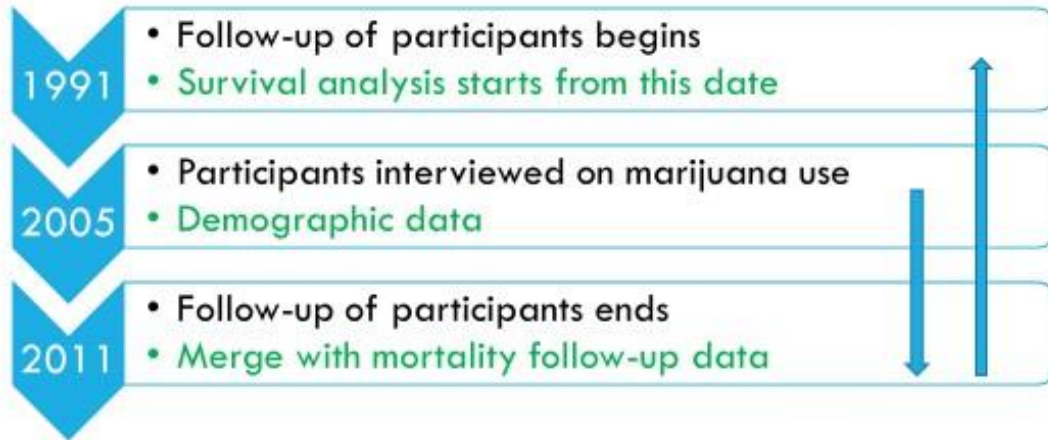 1991
• Follow-up of participants begins
• Survival analysis starts from this date
2005
• Participants interviewed on marijuana use
• Demographic data
2011
• Follow-up of participants ends
• Merge with mortality follow-up data